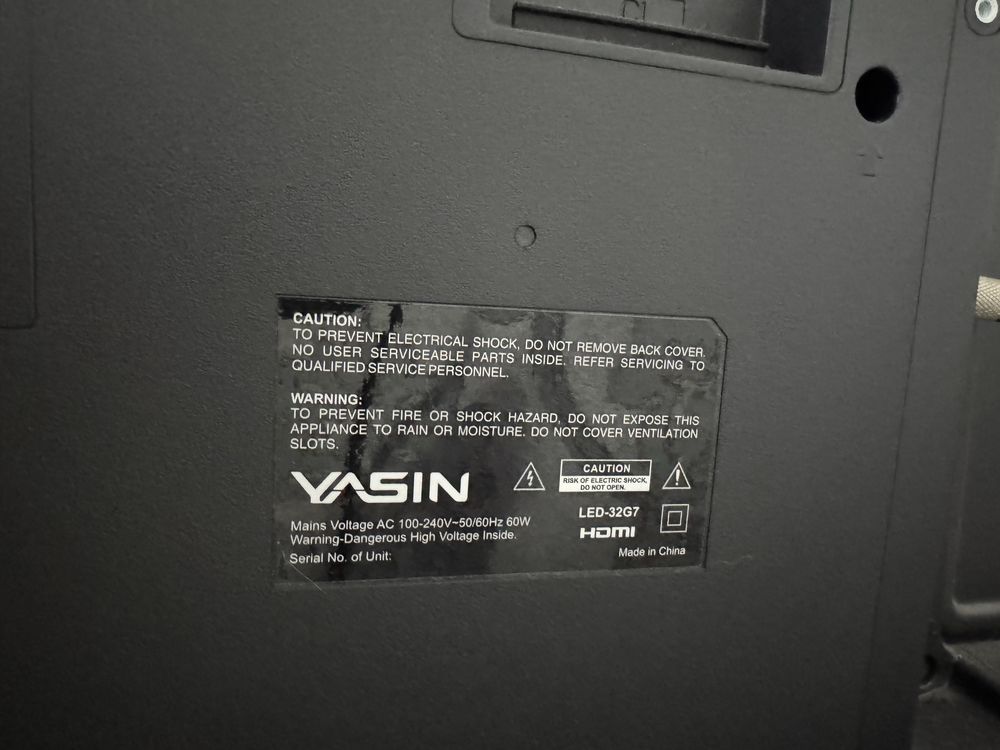 CAUTION:
TO PREVENT ELECTRICAL SHOCK, DO NOT REMOVE BACK COVER.
NO USER SERVICEABLE PARTS INSIDE. REFER SERVICING TO
QUALIFIED SERVICE PERSONNEL.
WARNING:
TO PREVENT FIRE OR SHOCK HAZARD, DO NOT EXPOSE THIS
APPLIANCE TO RAIN OR MOISTURE. DO NOT COVER VENTILATION
SLOTS.
YASIN
CAUTION
RISK OF ELECTRIC SHOCK,
DO NOT OPEN.
Mains Voltage AC 100-240V~50/60Hz 60W
Warning-Dangerous High Voltage Inside.
Serial No. of Unit:
LED-32G7
HDMI
Made in China